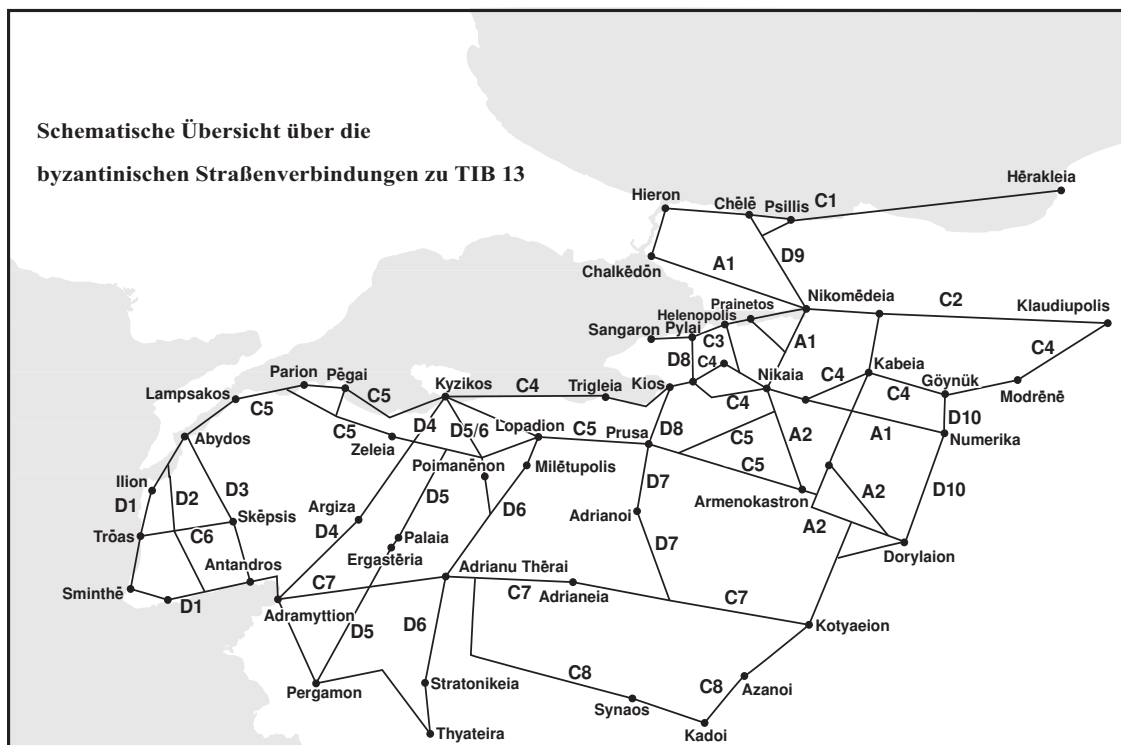 Schematische Übersicht über die
byzantinischen Straßenverbindungen zu TIB 13
Hērakleia
Hieron
Chēlē
Psillis
C1
D9
Chalkēdōn
A1
Prainetos
Nikomēdeia
C2
Klaudiupolis
Helenopolis
Sangaron
Pylai
C3
A1
D8
C4
Kabeia
C4
Parion
Pēgai
Lampsakos
C5
C5
Kyzikos
C4
Trigleia
Kios
Nikaia
C4
C4
Göynük
Modrēnē
C4
Abydos
C5
Zeleia
D4
D5/6
Lopadion
C5
Prusa
D8
C5
A2
A1
D10
Numerika
Ilion
D1
D2
D3
Poimanēnon
Milētupolis
C5
D7
Armenokastron
A2
D10
Argiza
D5
D6
Adrianoi
A2
Trōas
Skēpsis
C6
D4
Palaia
Ergastēria
D7
Dorylaion
Antandros
Sminthē
D1
C7
Adrianu Thērai
C7
Adrianeia
C7
Adramyttion
D5
D6
Kotyaeion
Pergamon
Stratonikeia
C8
Synaos
C8
Azanoi
Thyateira
Kadoi